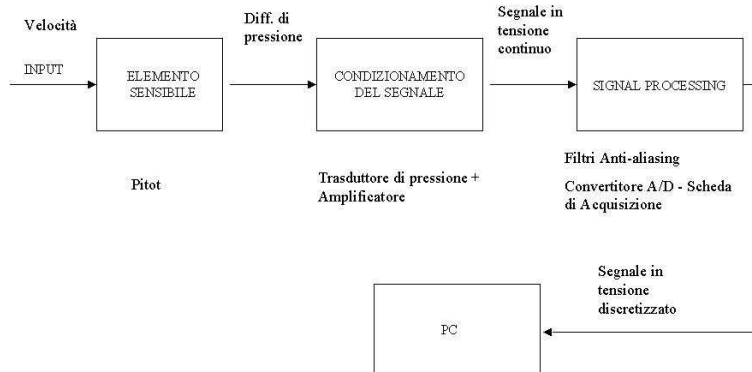 Velocità
Diff. di
pressione
Segnale in
tensione
continuo
INPUT
ELEMENTO
SENSIBILE
CONDIZIONAMENTO
DEL SEGNALE
SIGNAL PROCESSING
Pitot
Trasduttore di pressione +
Amplificatore
Filtri Anti-aliasing
Convertitore A/D - Scheda
di Acquisizione
Segnale in
tensione
discretizzato
PC